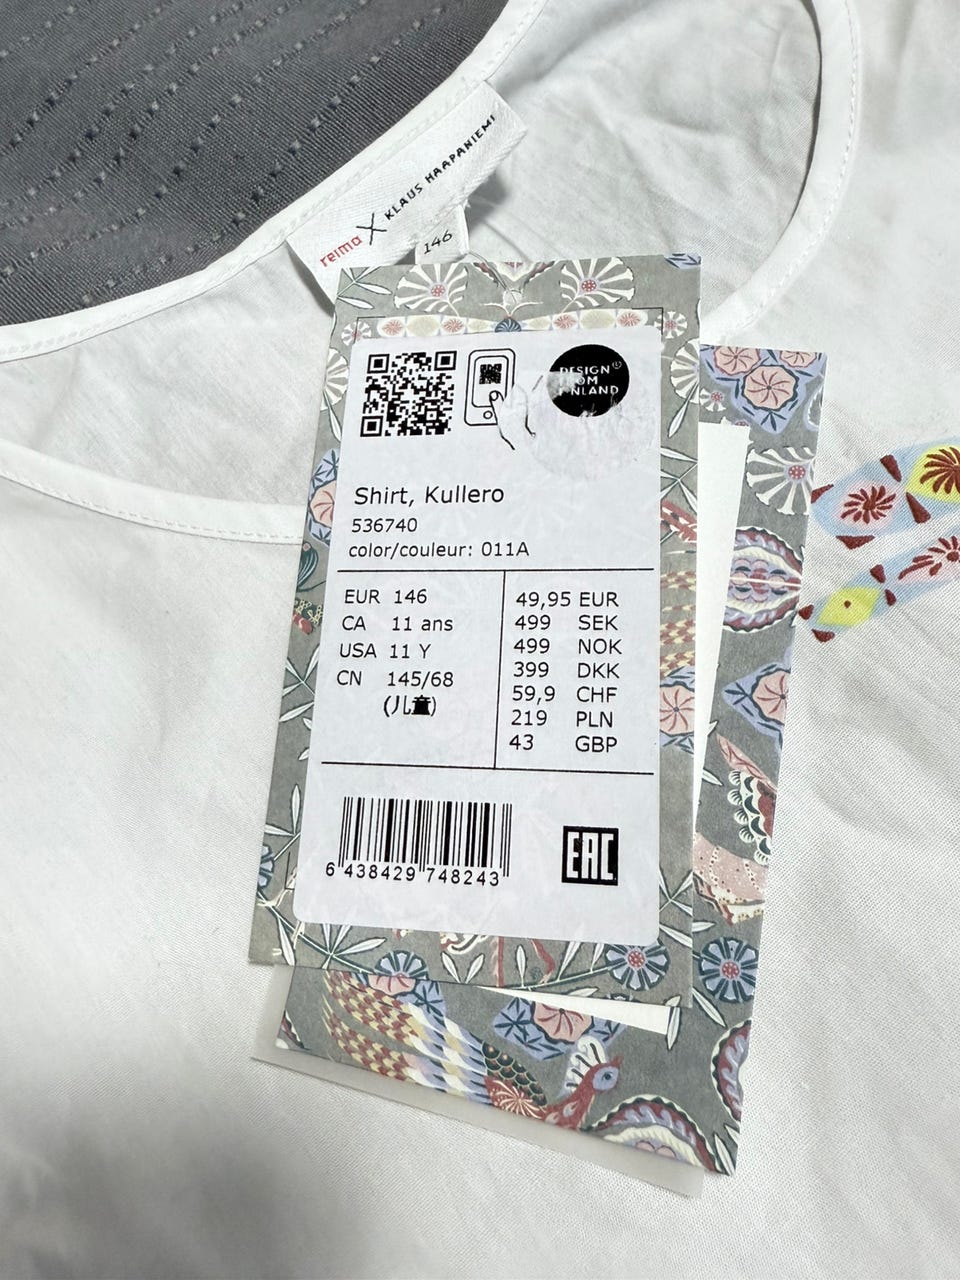 reima X KLAUS HAAPANIEMI
146
DESIGN
FROM
FINLAND
Shirt, Kullero
536740
color/couleur: 011A
EUR 146
CA 11 ans
USA 11 Y
CN 145/68
(儿童)
49,95 EUR
499 SEK
499 NOK
399 DKK
59,9 CHF
219 PLN
43 GBP
6 438429 748243
EAC